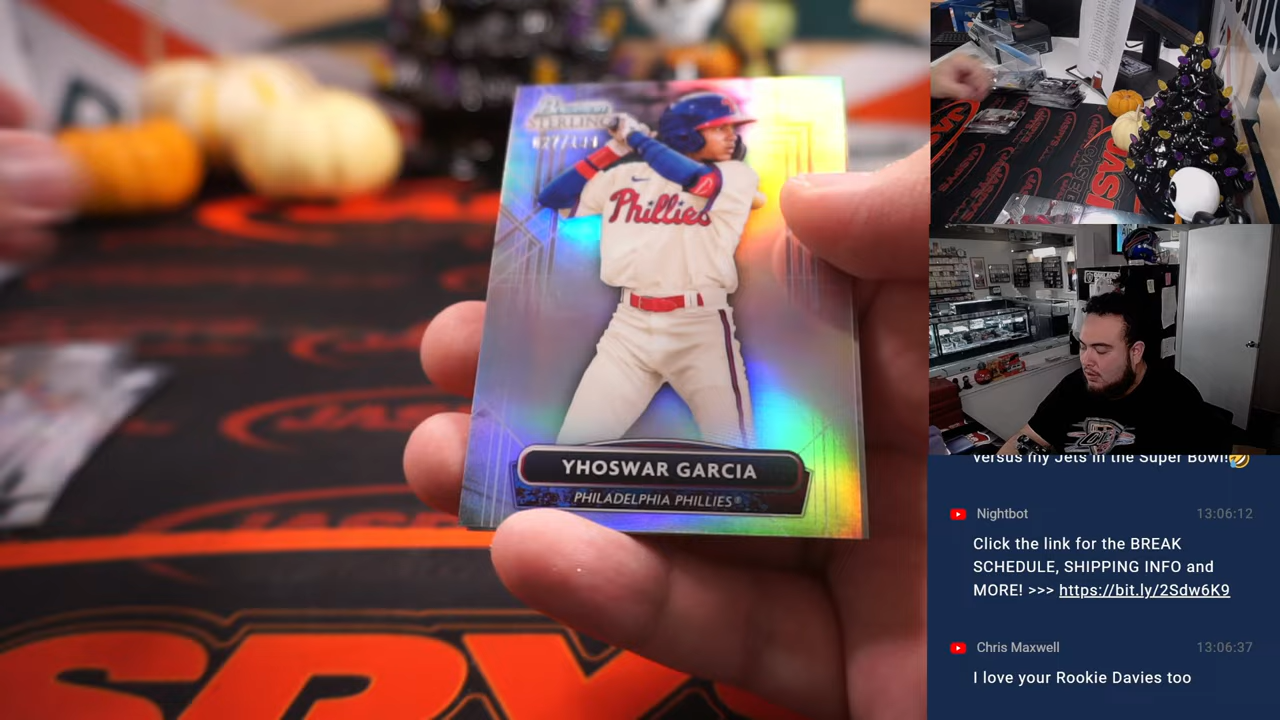 STERLING
Phillies
YHOSWAR GARCIA
PHILADELPHIA PHILLIES®
JASPYS
SPY
versus my Jets in the Super Bowl!🤣
Nightbot
13:06:12
Click the link for the BREAK
SCHEDULE, SHIPPING INFO and
MORE! >>> https://bit.ly/2Sdw6K9
Chris Maxwell
13:06:37
I love your Rookie Davies too